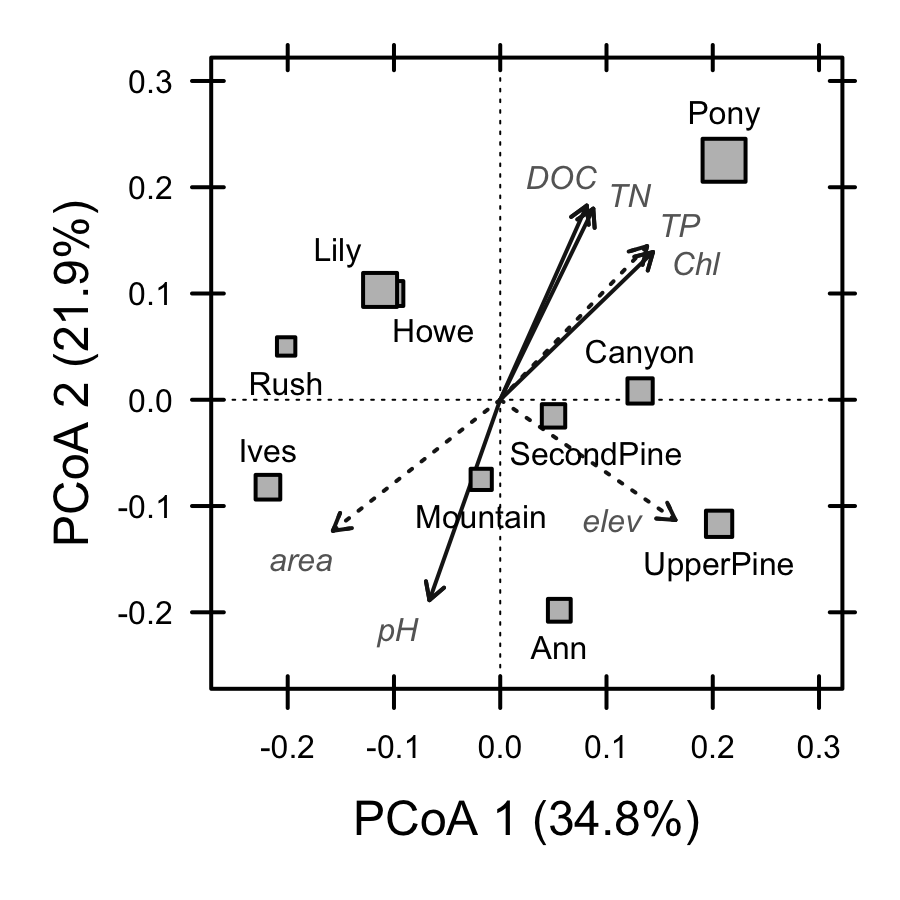 0.3
Pony
DOC
TN
0.2
TP
Lily
Chl
0.1
Howe
Canyon
Rush
0.0
Ives
SecondPine
-0.1
Mountain
elev
area
UpperPine
-0.2
pH
Ann
PCoA 2 (21.9%)
-0.2 -0.1 0.0 0.1 0.2 0.3
PCoA 1 (34.8%)